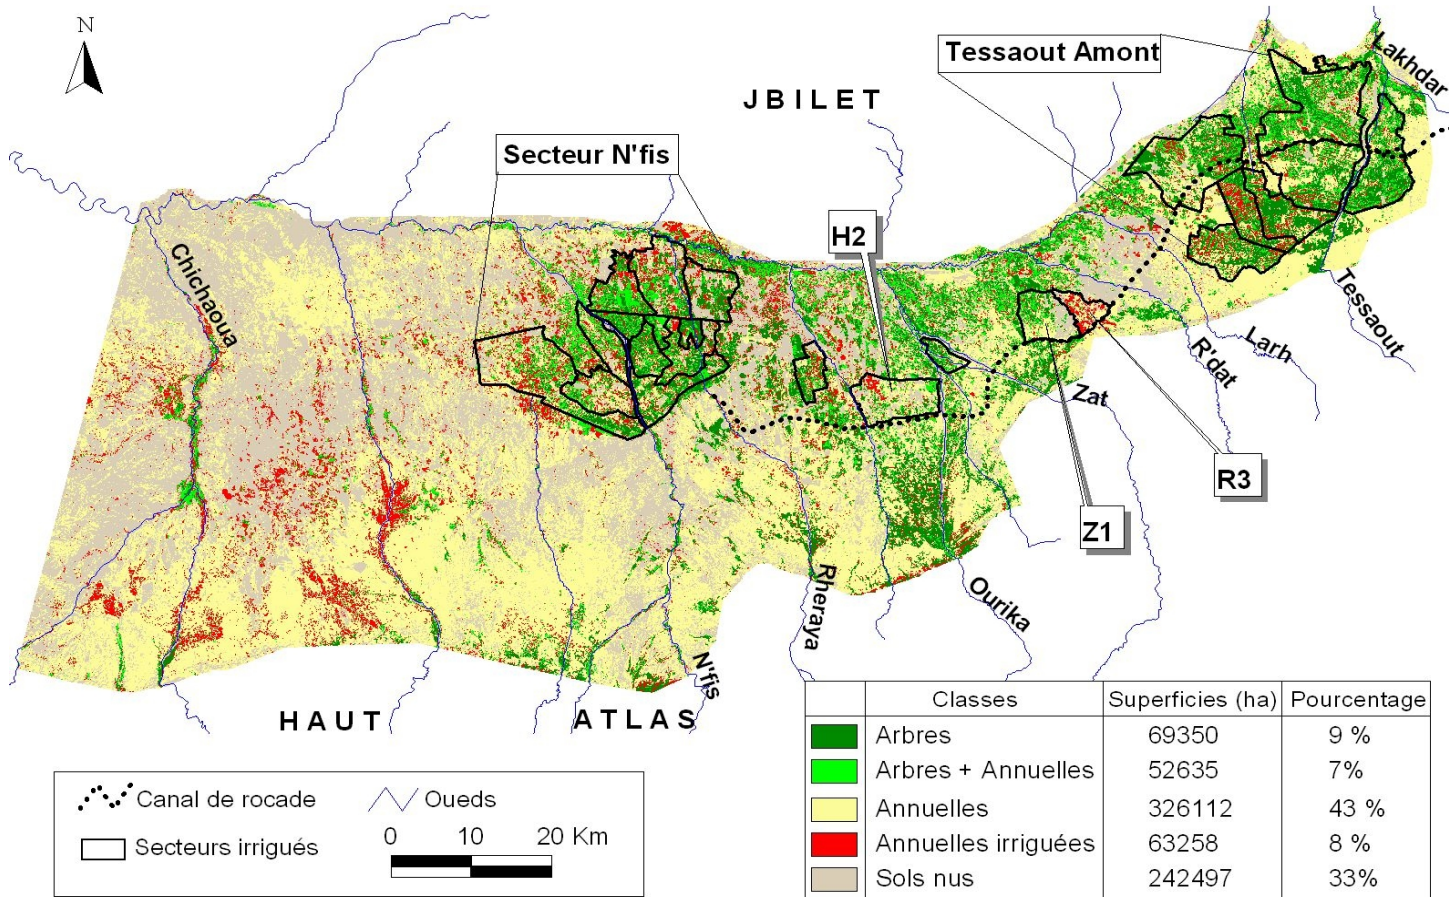 N
Tessaout Amont
Lakhdar
JBILET
Secteur N'fis
H2
Chichaoua
Tessaout
Larh
R'dat
Zat
R3
Z1
Rheraya
Ourika
N'fis
HAUT ATLAS
Canal de rocade
Oueds
Secteurs irrigués
0 10 20 Km
Classes Superficies (ha) Pourcentage
Arbres 69350 9 %
Arbres + Annuelles 52635 7%
Annuelles 326112 43 %
Annuelles irriguées 63258 8 %
Sols nus 242497 33%